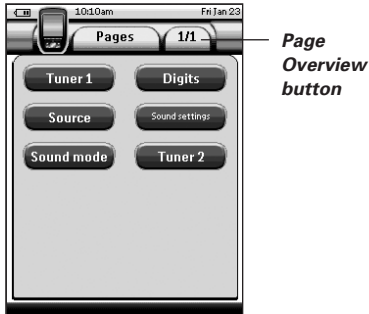 10:10am Fri Jan 23
Pages 1/1
Page
Overview
button
Tuner 1 Digits
Source Sound settings
Sound mode Tuner 2